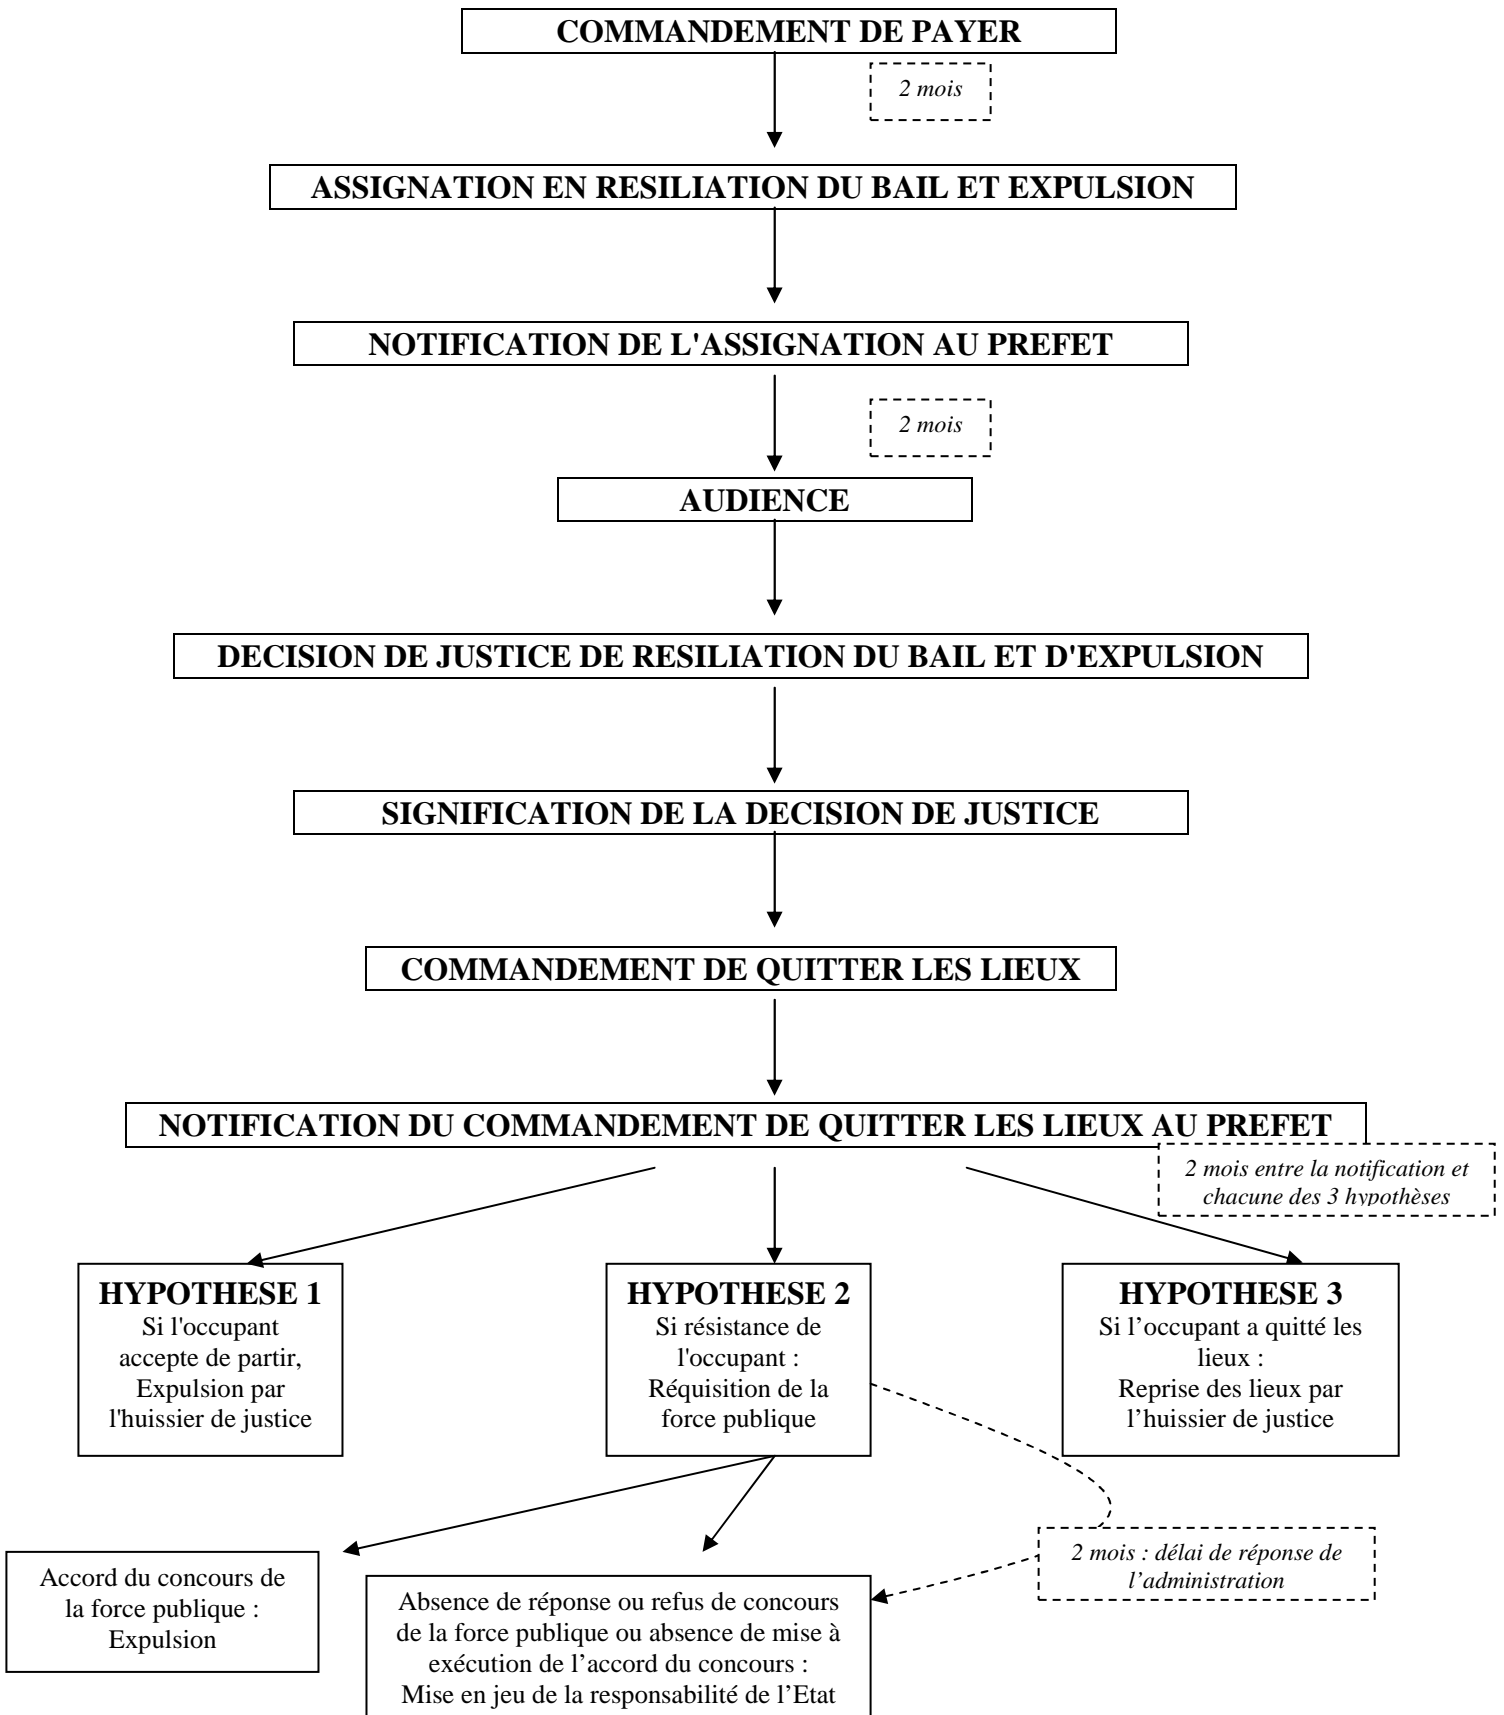 COMMANDEMENT DE PAYER
2 mois
ASSIGNATION EN RESILIATION DU BAIL ET EXPULSION
NOTIFICATION DE L'ASSIGNATION AU PREFET
2 mois
AUDIENCE
DECISION DE JUSTICE DE RESILIATION DU BAIL ET D'EXPULSION
SIGNIFICATION DE LA DECISION DE JUSTICE
COMMANDEMENT DE QUITTER LES LIEUX
NOTIFICATION DU COMMANDEMENT DE QUITTER LES LIEUX AU PREFET
2 mois entre la notification et
chacune des 3 hypothèses
HYPOTHESE 1
Si l'occupant
accepte de partir,
Expulsion par
l'huissier de justice
HYPOTHESE 2
Si résistance de
l'occupant :
Réquisition de la
force publique
HYPOTHESE 3
Si l’occupant a quitté les
lieux :
Reprise des lieux par
l’huissier de justice
Accord du concours de
la force publique :
Expulsion
Absence de réponse ou refus de concours
de la force publique ou absence de mise à
exécution de l’accord du concours :
Mise en jeu de la responsabilité de l’Etat
2 mois : délai de réponse de
l’administration